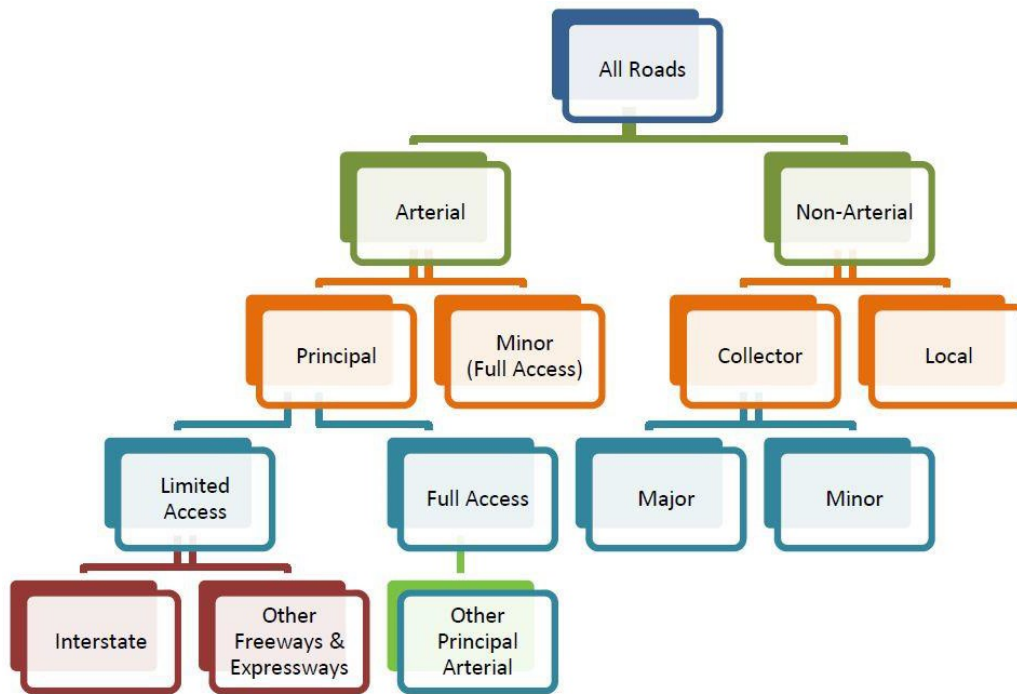 All Roads
Arterial
Non-Arterial
Principal
Minor
(Full Access)
Collector
Local
Limited
Access
Full Access
Major
Minor
Interstate
Other
Freeways &
Expressways
Other
Principal
Arterial